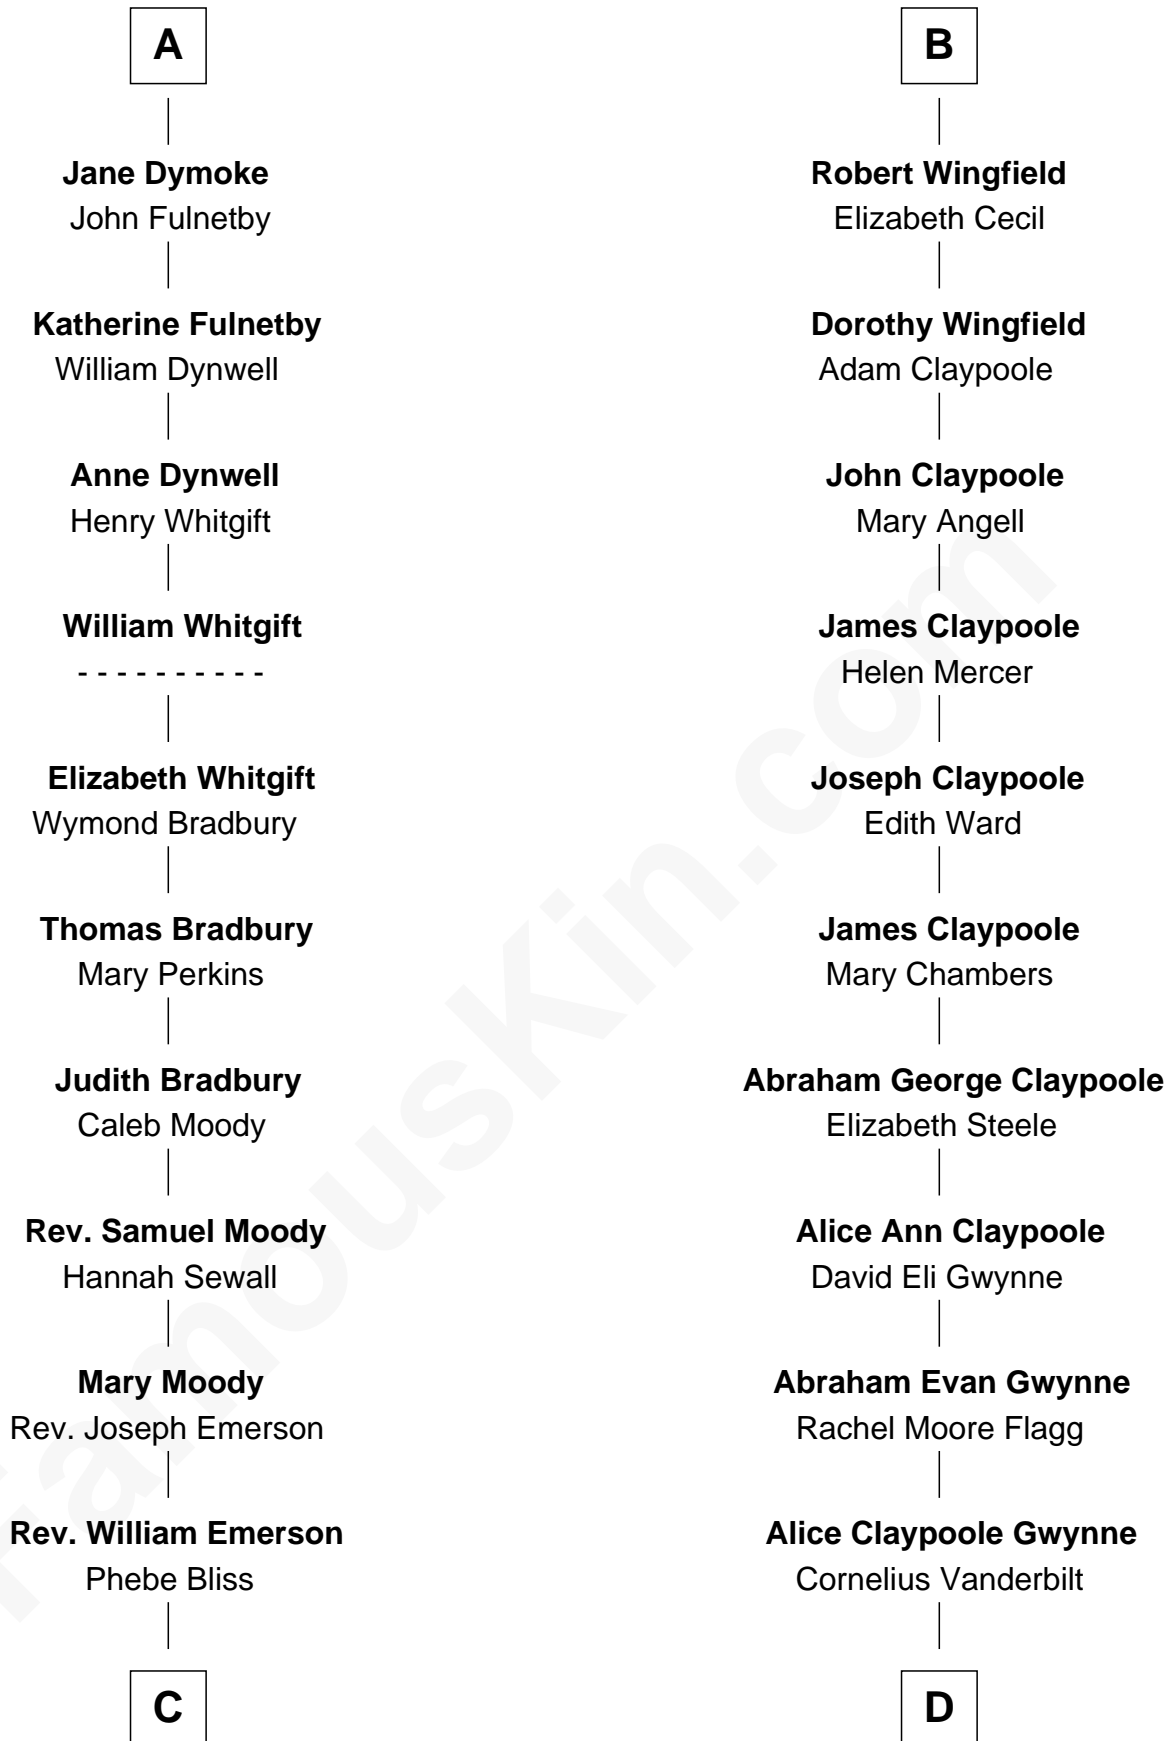 A
Jane Dymoke
John Fulnetby
Katherine Fulnetby
William Dynwell
Anne Dynwell
Henry Whitgift
William Whitgift
- - - - - - - - - -
Elizabeth Whitgift
Wymond Bradbury
Thomas Bradbury
Mary Perkins
Judith Bradbury
Caleb Moody
Rev. Samuel Moody
Hannah Sewall
Mary Moody
Rev. Joseph Emerson
Rev. William Emerson
Phebe Bliss
C
B
Robert Wingfield
Elizabeth Cecil
Dorothy Wingfield
Adam Claypoole
John Claypoole
Mary Angell
James Claypoole
Helen Mercer
Joseph Claypoole
Edith Ward
James Claypoole
Mary Chambers
Abraham George Claypoole
Elizabeth Steele
Alice Ann Claypoole
David Eli Gwynne
Abraham Evan Gwynne
Rachel Moore Flagg
Alice Claypoole Gwynne
Cornelius Vanderbilt
D
FamousKin.com